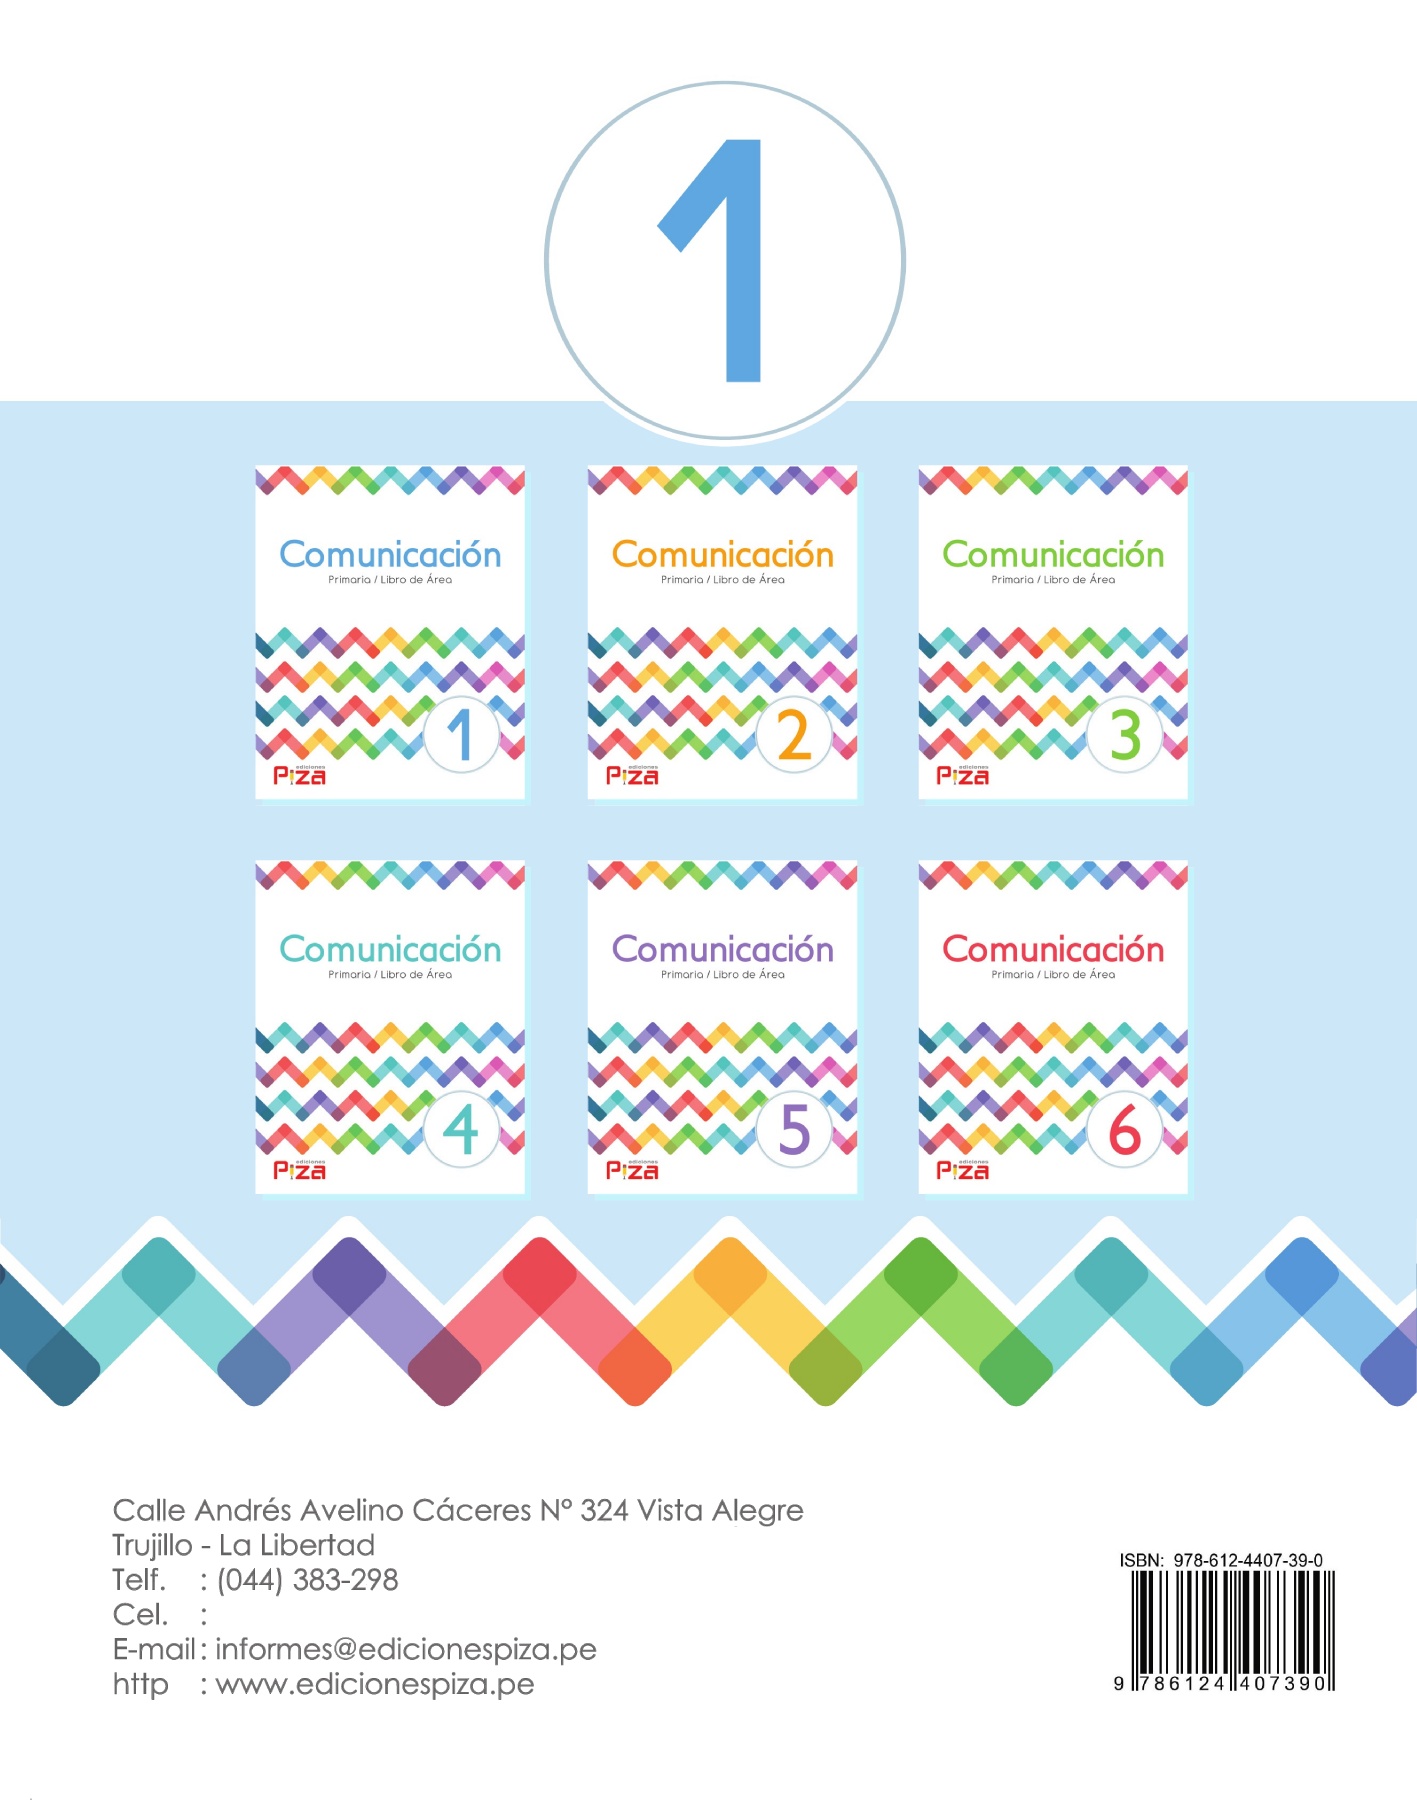 1
Comunicación
Primaria / Libro de Área
1
ediciones
Piza
Comunicación
Primaria / Libro de Área
2
ediciones
Piza
Comunicación
Primaria / Libro de Área
3
ediciones
Piza
Comunicación
Primaria / Libro de Área
4
ediciones
Piza
Comunicación
Primaria / Libro de Área
5
ediciones
Piza
Comunicación
Primaria / Libro de Área
6
ediciones
Piza
Calle Andrés Avelino Cáceres N° 324 Vista Alegre
Trujillo - La Libertad
Telf. : (044) 383-298
Cel. :
E-mail : informes@edicionespiza.pe
http : www.edicionespiza.pe
ISBN: 978-612-4407-39-0
9 786124 407390